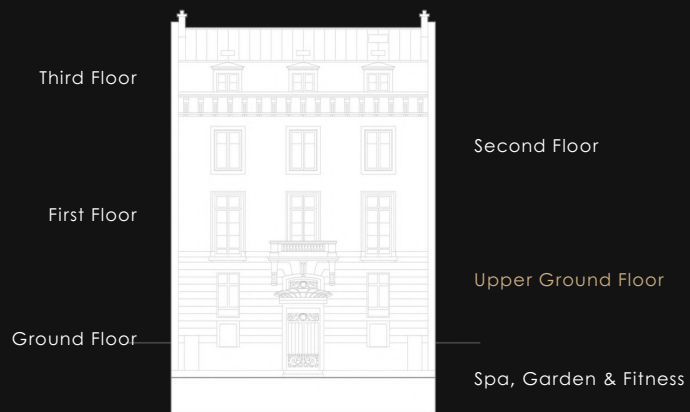 Third Floor
Second Floor
First Floor
Upper Ground Floor
Ground Floor
Spa, Garden & Fitness